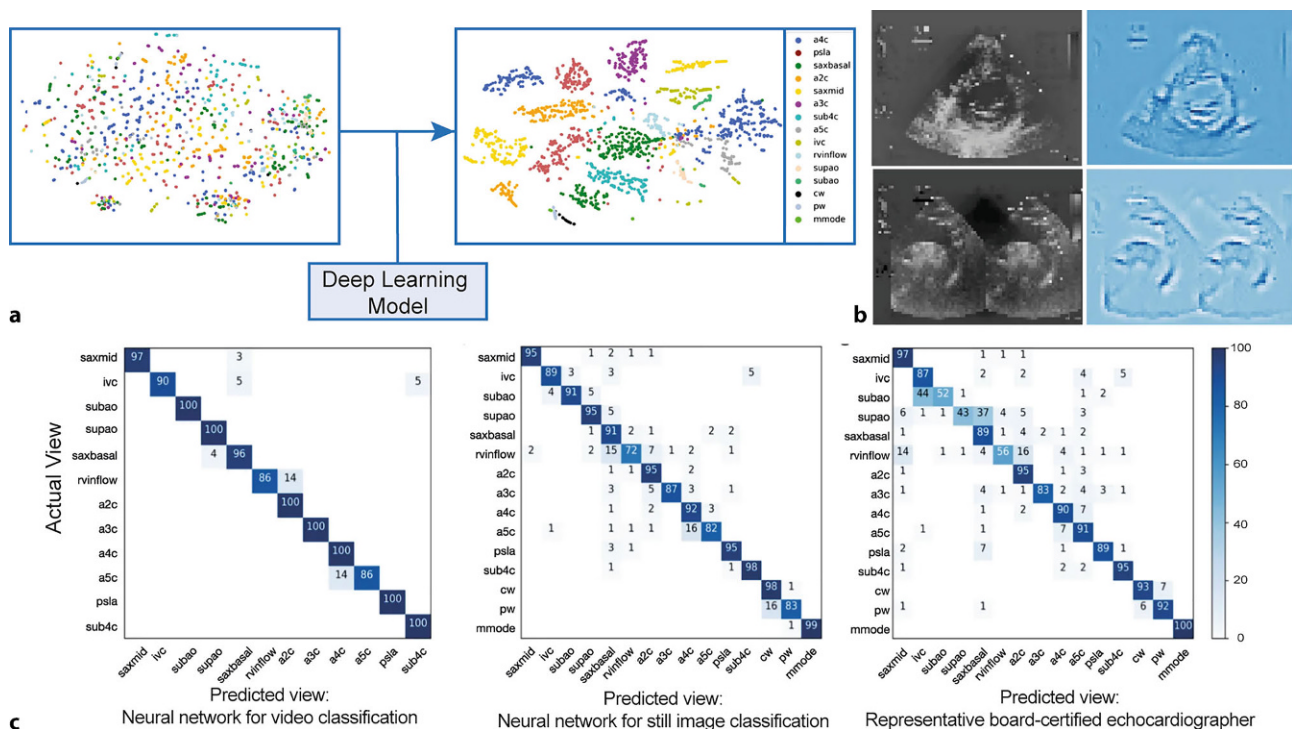 a4c
psla
saxbasal
a2c
saxmid
a3c
sub4c
a5c
ivc
rvinflow
supao
subao
cw
pw
mmode
Deep Learning
Model
a
b
Actual View
saxmid 97 3
ivc 90 5 5
subao 100
supao 100
saxbasal 4 96
rvinflow 86 14
a2c 100
a3c 100
a4c 100
a5c 14 86
psla 100
sub4c 100
saxmid ivc subao supao saxbasal rvinflow a2c a3c a4c a5c psla sub4c
Predicted view:
Neural network for video classification
saxmid 95 1 2 1 1
ivc 89 3 3 5
subao 4 91 5
supao 95 5
saxbasal 1 91 2 1 2 2
rvinflow 2 2 15 72 7 1 2 1
a2c 1 95 2
a3c 3 5 87 3 1
a4c 1 2 92 3
a5c 1 1 1 1 16 82
psla 3 1 95
sub4c 1 1 98
cw 98 1
pw 16 83
mmode 1 99
saxmid ivc subao supao saxbasal rvinflow a2c a3c a4c a5c psla sub4c cw pw mmode
Predicted view:
Neural network for still image classification
saxmid 97 1 1 1
ivc 87 2 2 4 5
subao 44 52 1 1 2
supao 6 1 1 43 37 4 5 3
saxbasal 1 89 1 4 2 1 2
rvinflow 14 1 1 4 56 16 4 1 1 1
a2c 1 95
a3c 1 4 1 1 83 2 4 3 1
a4c 1 2 90 7
a5c 1 1 7 91
psla 2 7 1 89 1
sub4c 1 2 2 95
cw 93 7
pw 1 1 6 92
mmode 100
saxmid ivc subao supao saxbasal rvinflow a2c a3c a4c a5c psla sub4c cw pw mmode
Predicted view:
Representative board-certified echocardiographer
100
80
60
40
20
0
c